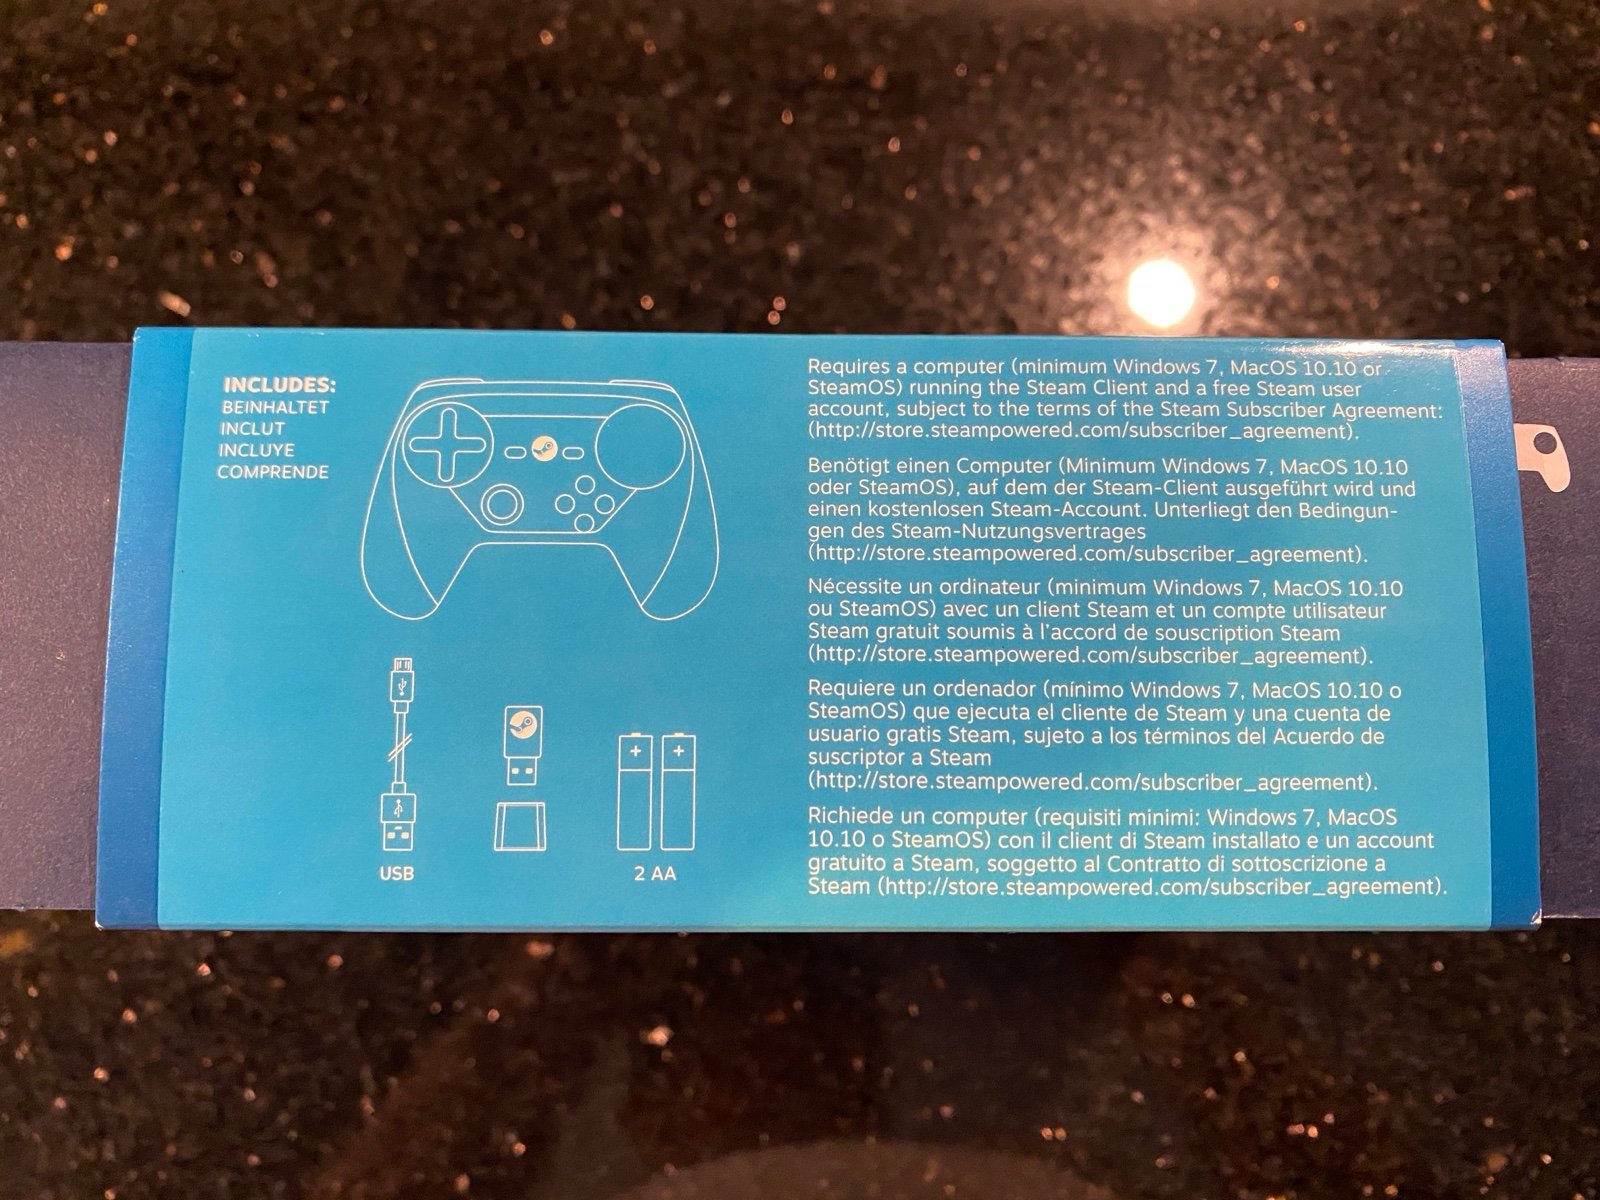 INCLUDES:
BEINHALTET
INCLUT
INCLUYE
COMPRENDE
USB
2 AA
Requires a computer (minimum Windows 7, MacOS 10.10 or
SteamOS) running the Steam Client and a free Steam user
account, subject to the terms of the Steam Subscriber Agreement:
(http://store.steampowered.com/subscriber_agreement).
Benötigt einen Computer (Minimum Windows 7, MacOS 10.10
oder SteamOS), auf dem der Steam-Client ausgeführt wird und
einen kostenlosen Steam-Account. Unterliegt den Bedingun-
gen des Steam-Nutzungsvertrages
(http://store.steampowered.com/subscriber_agreement).
Nécessite un ordinateur (minimum Windows 7, MacOS 10.10
ou SteamOS) avec un client Steam et un compte utilisateur
Steam gratuit soumis à l'accord de souscription Steam
(http://store.steampowered.com/subscriber_agreement).
Requiere un ordenador (mínimo Windows 7, MacOS 10.10 o
SteamOS) que ejecuta el cliente de Steam y una cuenta de
usuario gratis Steam, sujeto a los términos del Acuerdo de
suscriptor a Steam
(http://store.steampowered.com/subscriber_agreement).
Richiede un computer (requisiti minimi: Windows 7, MacOS
10.10 o SteamOS) con il client di Steam installato e un account
gratuito a Steam, soggetto al Contratto di sottoscrizione a
Steam (http://store.steampowered.com/subscriber_agreement).